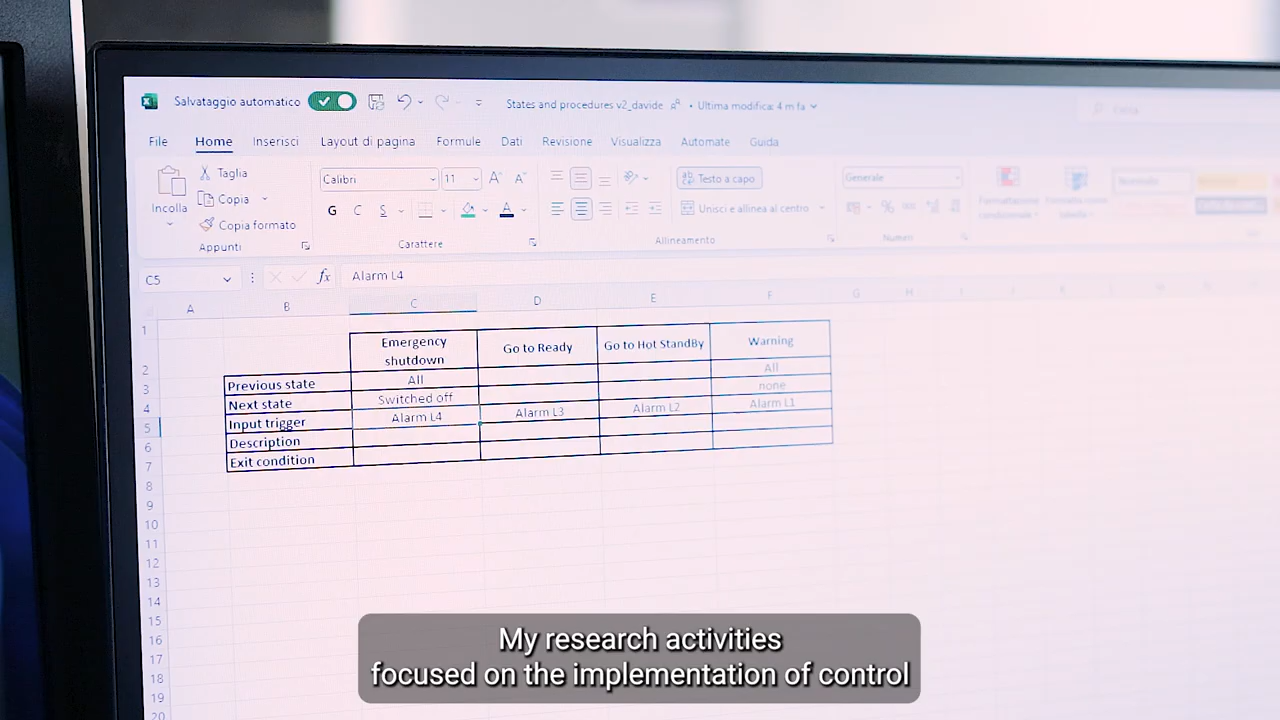 Salvataggio automatico
States and procedures v2_davide • Ultima modifica: 4 m fa
Cerca
File Home Inserisci Layout di pagina Formule Dati Revisione Visualizza Automate Guida
Incolla
Taglia
Copia
Copia formato
Appunti
Calibri 11
G C S
Carattere
Testo a capo
Unisci e allinea al centro
Allineamento
Generale
% 000
Numeri
C5 fx Alarm L4
A B C D E F G H
1
2 Emergency shutdown Go to Ready Go to Hot StandBy Warning
3 Previous state All All
4 Next state Switched off none
5 Input trigger Alarm L4 Alarm L3 Alarm L2 Alarm L1
6 Description
7 Exit condition
8
9
10
11
12
13
14
15
16
17
18
19
20
My research activities
focused on the implementation of control